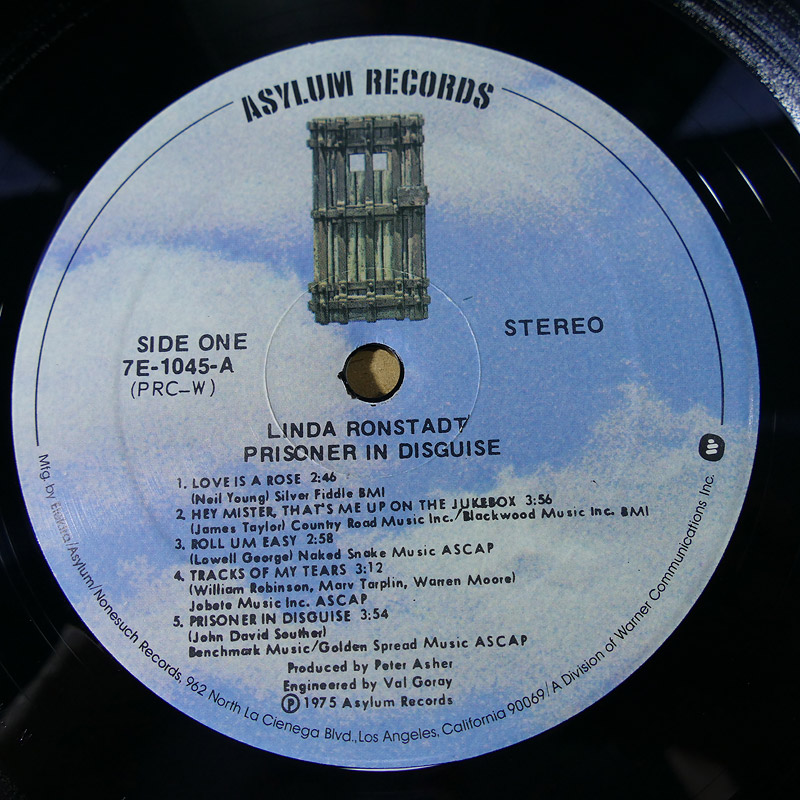 ASYLUM RECORDS
STEREO
SIDE ONE
7E-1045-A
(PRC-W)
LINDA RONSTADT
PRISONER IN DISGUISE
1. LOVE IS A ROSE 2:46
(Neil Young) Silver Fiddle BMI
2. HEY MISTER, THAT'S ME UP ON THE JUKEBOX 3:56
(James Taylor) Country Road Music Inc./Blackwood Music Inc. BMI
3. ROLL UM EASY 2:58
(Lowell George) Naked Snake Music ASCAP
4. TRACKS OF MY TEARS 3:12
(William Robinson, Marv Tarplin, Warren Moore)
Jobete Music Inc. ASCAP
5. PRISONER IN DISGUISE 3:54
(John David Souther)
Benchmark Music/Golden Spread Music ASCAP
Produced by Peter Asher
Engineered by Val Garay
℗ 1975 Asylum Records
Mfg. by Elektra/Asylum/Nonesuch Records, 962 North La Cienega Blvd., Los Angeles, California 90069/A Division of Warner Communications Inc.